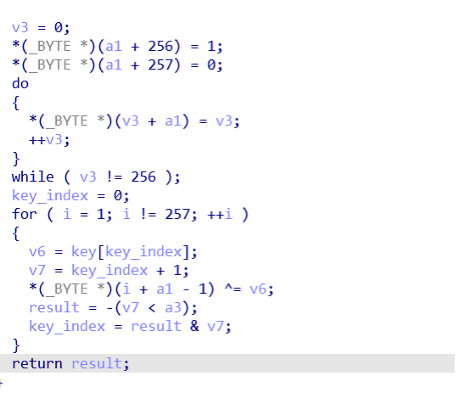 v3 = 0;
*(_BYTE *)(a1 + 256) = 1;
*(_BYTE *)(a1 + 257) = 0;
do
{
*(_BYTE *)(v3 + a1) = v3;
++v3;
}
while ( v3 != 256 );
key_index = 0;
for ( i = 1; i != 257; ++i )
{
v6 = key[key_index];
v7 = key_index + 1;
*(_BYTE *)(i + a1 - 1) ^= v6;
result = -(v7 < a3);
key_index = result & v7;
}
return result;